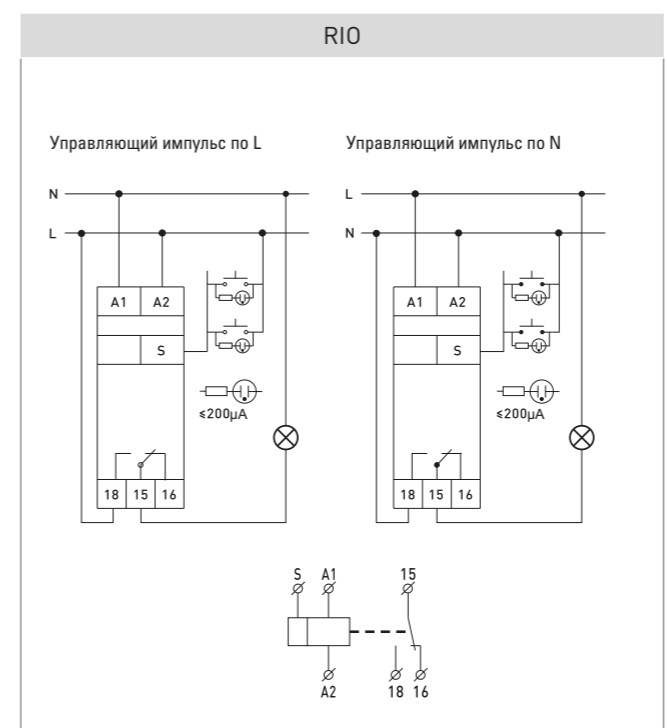 RIO
Управляющий импульс по L
Управляющий импульс по N
N
L
A1 A2
S
≤200µA
18 15 16
L
N
A1 A2
S
≤200µA
18 15 16
S A1 15
A2 18 16